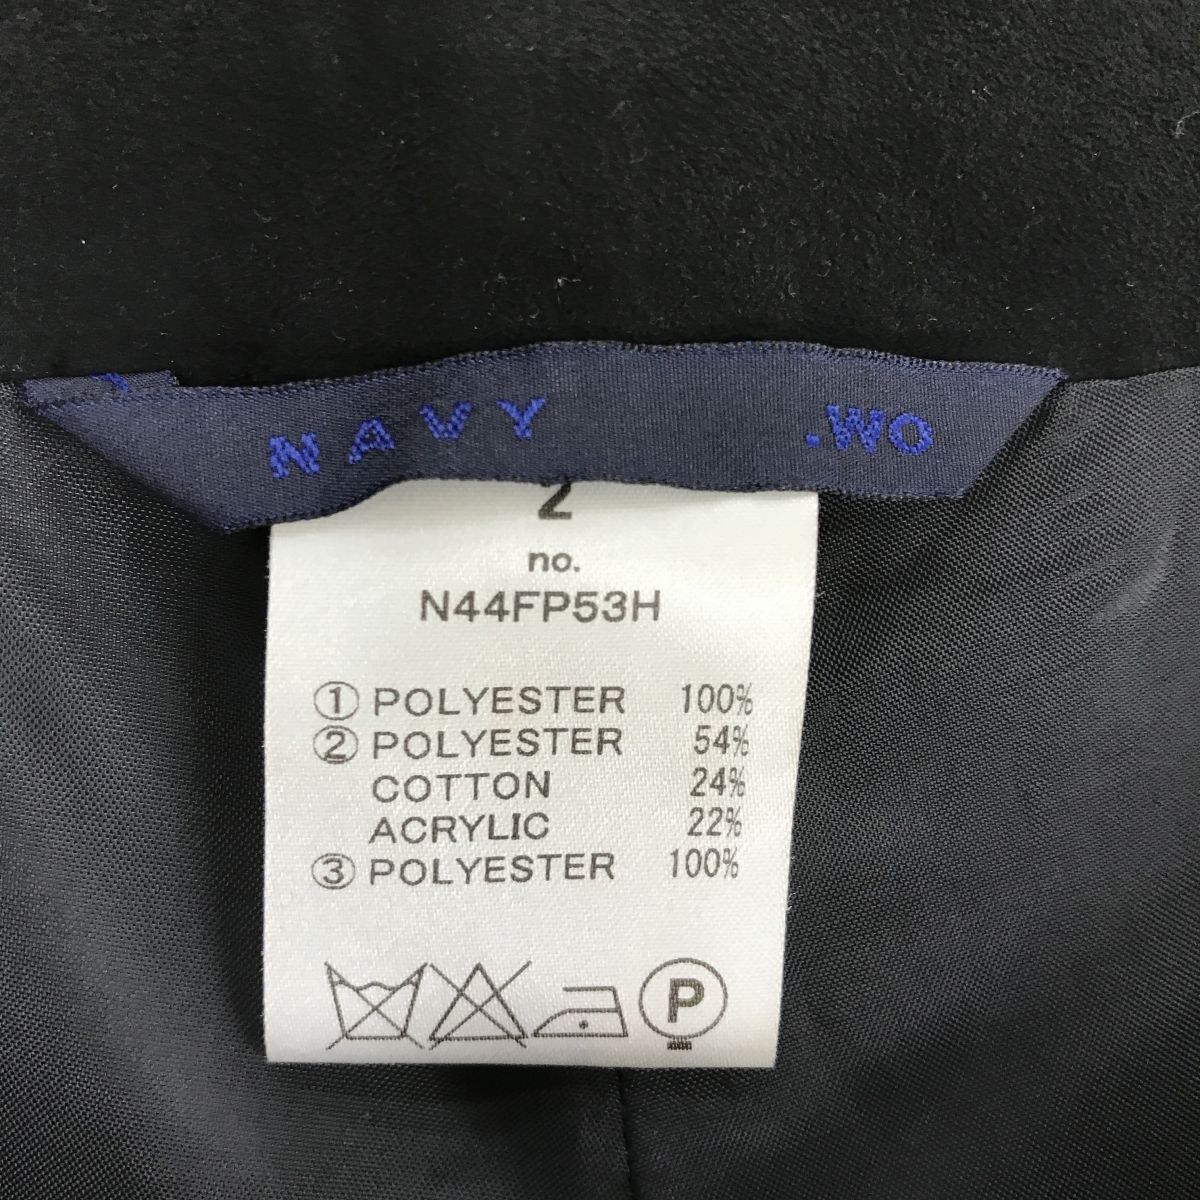 NAVY .WO
2
no.
N44FP53H
① POLYESTER 100%
② POLYESTER 54%
COTTON 24%
ACRYLIC 22%
③ POLYESTER 100%
P